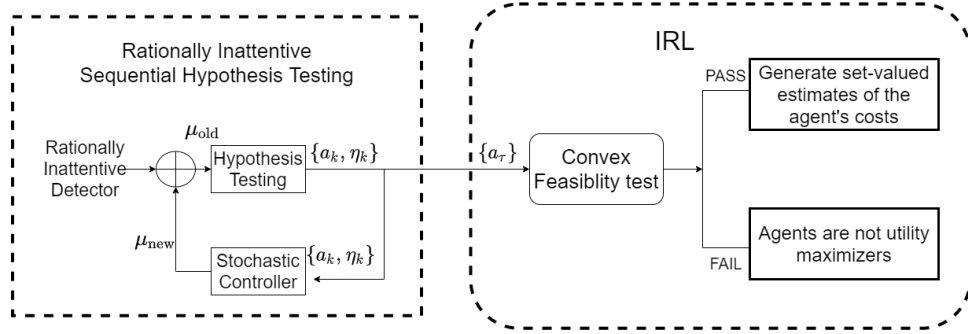 Rationally Inattentive
Sequential Hypothesis Testing
μ_old
Rationally
Inattentive
Detector
Hypothesis
Testing
{a_k, η_k}
μ_new
Stochastic
Controller
{a_k, η_k}
{a_τ}
IRL
Convex
Feasiblity test
PASS
Generate set-valued
estimates of the
agent's costs
FAIL
Agents are not utility
maximizers